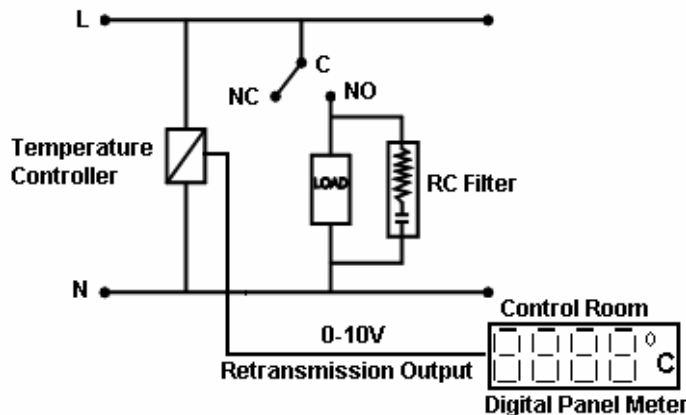 L
C
NC
NO
Temperature
Controller
LOAD
RC Filter
N
Control Room
0-10V
Retransmission Output
° C
Digital Panel Meter